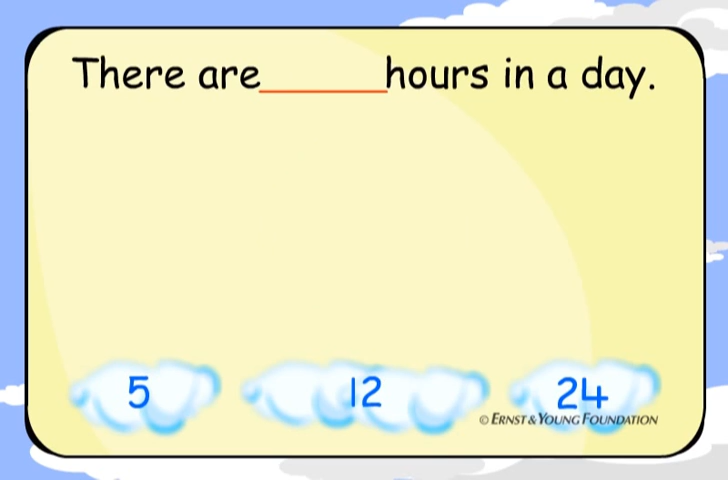 There are______hours in a day.
5 12 24
© ERNST & YOUNG FOUNDATION